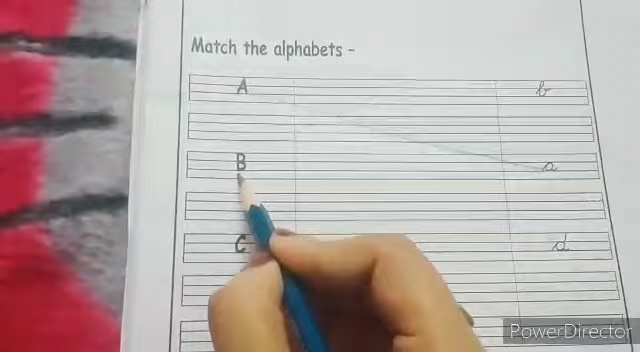 Match the alphabets -
A b
B a
C d
PowerDirector